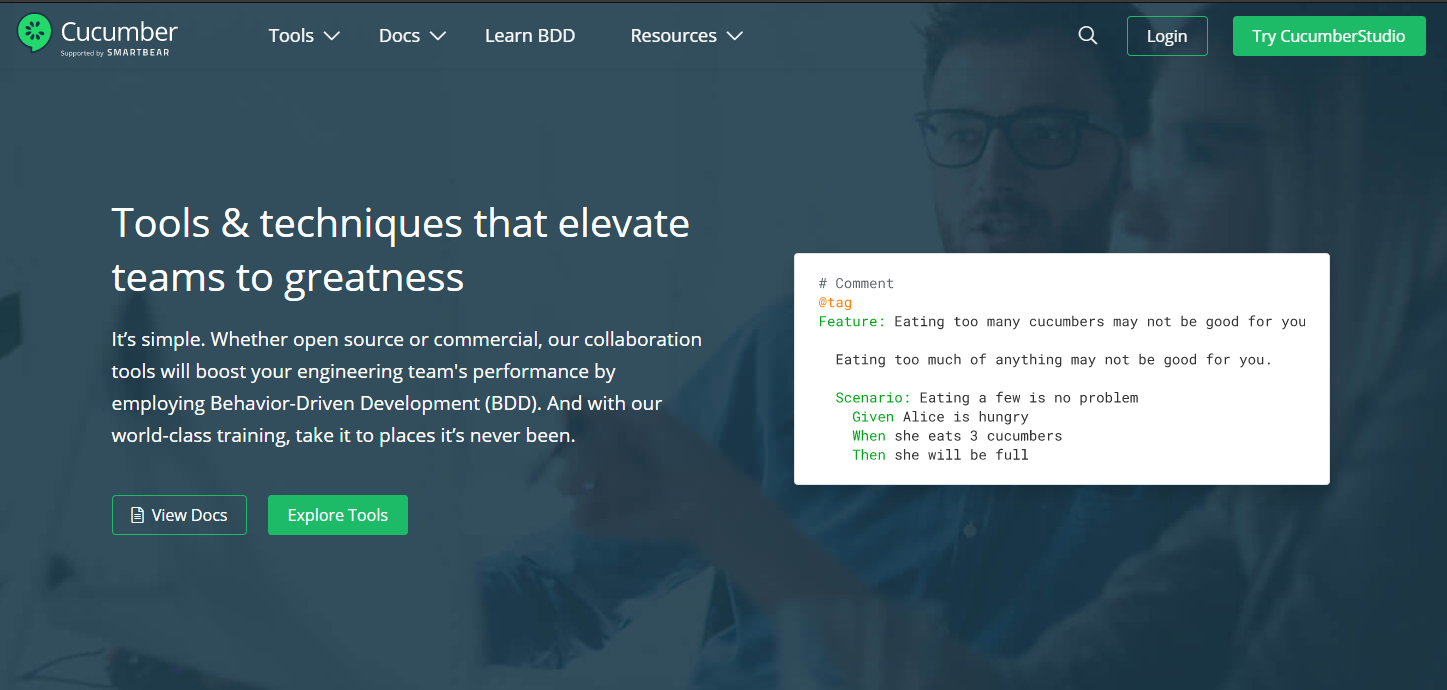 Cucumber
Supported by SMARTBEAR
Tools
Docs
Learn BDD
Resources
Login
Try CucumberStudio
Tools & techniques that elevate
teams to greatness
It’s simple. Whether open source or commercial, our collaboration
tools will boost your engineering team's performance by
employing Behavior-Driven Development (BDD). And with our
world-class training, take it to places it’s never been.
View Docs
Explore Tools
# Comment
@tag
Feature: Eating too many cucumbers may not be good for you
Eating too much of anything may not be good for you.
Scenario: Eating a few is no problem
Given Alice is hungry
When she eats 3 cucumbers
Then she will be full